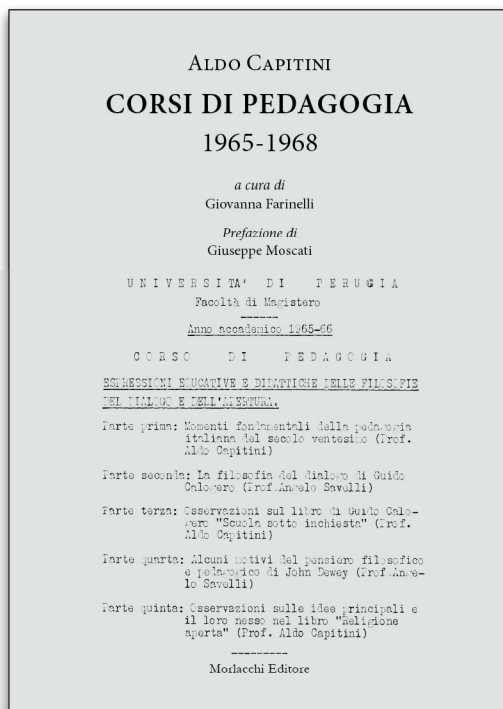 ALDO CAPITINI
CORSI DI PEDAGOGIA
1965-1968
a cura di
Giovanna Farinelli
Prefazione di
Giuseppe Moscati
UNIVERSITA' DI PERUGIA
Facoltà di Magistero
------
Anno accademico 1965-66
CORSO DI PEDAGOGIA
ESPRESSIONI EDUCATIVE E DIDATTICHE DELLE FILOSOFIE
DEL DIALOGO E DELL'APERTURA.
Parte prima: Momenti fondamentali della pedagogia
italiana del secolo ventesimo (Prof.
Aldo Capitini)
Parte seconda: La filosofia del dialogo di Guido
Calogero (Prof.Angelo Savelli)
Parte terza: Osservazioni sul libro di Guido Calo-
gero "Scuola sotto inchiesta" (Prof.
Aldo Capitini)
Parte quarta: Alcuni motivi del pensiero filosofico
e pedagogico di John Dewey (Prof.Ange-
lo Savelli)
Parte quinta: Osservazioni sulle idee principali e
il loro nesso nel libro "Religione
aperta" (Prof. Aldo Capitini)
---------
Morlacchi Editore